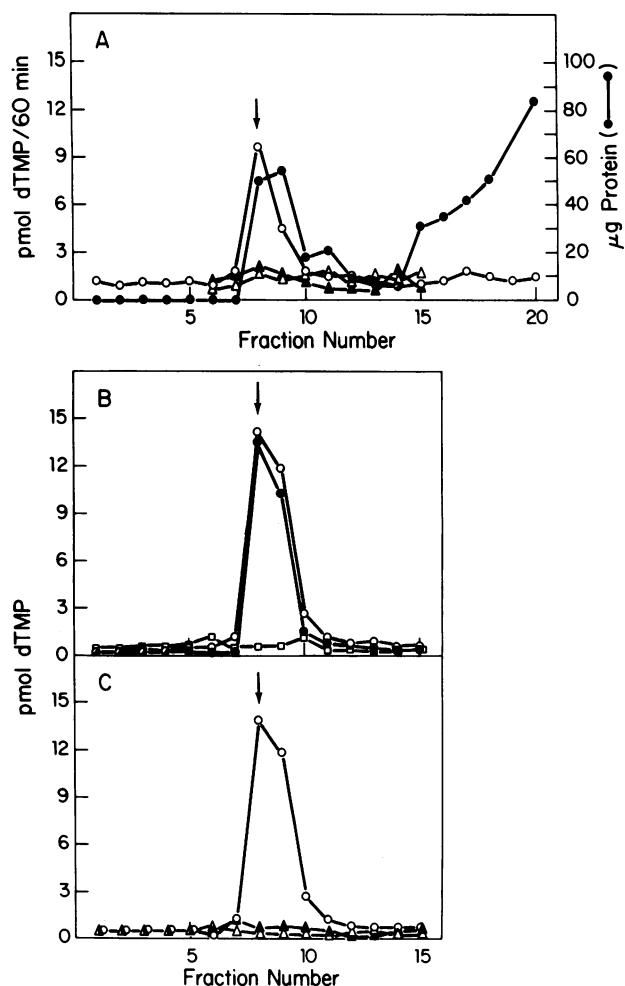 A
15
12
9
6
3
0
pmol dTMP/60 min
100
80
60
40
20
0
µg Protein (●—●)
5 10 15 20
Fraction Number
B
15
12
9
6
3
0
pmol dTMP
C
15
12
9
6
3
0
5 10 15
Fraction Number